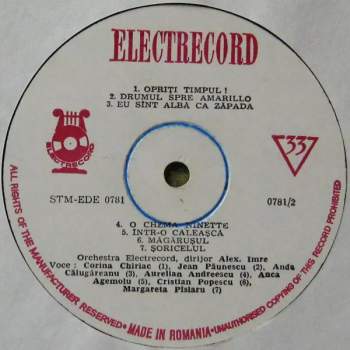 ELECTRECORD
1. OPRIȚI TIMPUL !
2. DRUMUL SPRE AMARILLO
3. EU SÎNT ALBA CA ZĂPADA
ELECTRECORD
33
STM-EDE 0781
0781/2
4. O CHEMA NINETTE
5. ÎNTR-O CALEAȘCĂ
6. MĂGĂRUȘUL
7. ȘORICELUL
Orchestra Electrecord, dirijor Alex. Imre
Voce : Corina Chiriac (1), Jean Păunescu (2), Anda
Călugăreanu (3), Aurelian Andreescu (4), Anca
Agemolu (5), Cristian Popescu (6),
Margareta Pîslaru (7)
ALL RIGHTS OF THE MANUFACTURER RESERVED • MADE IN ROMANIA • UNAUTHORISED COPYING OF THIS RECORD PROHIBITED